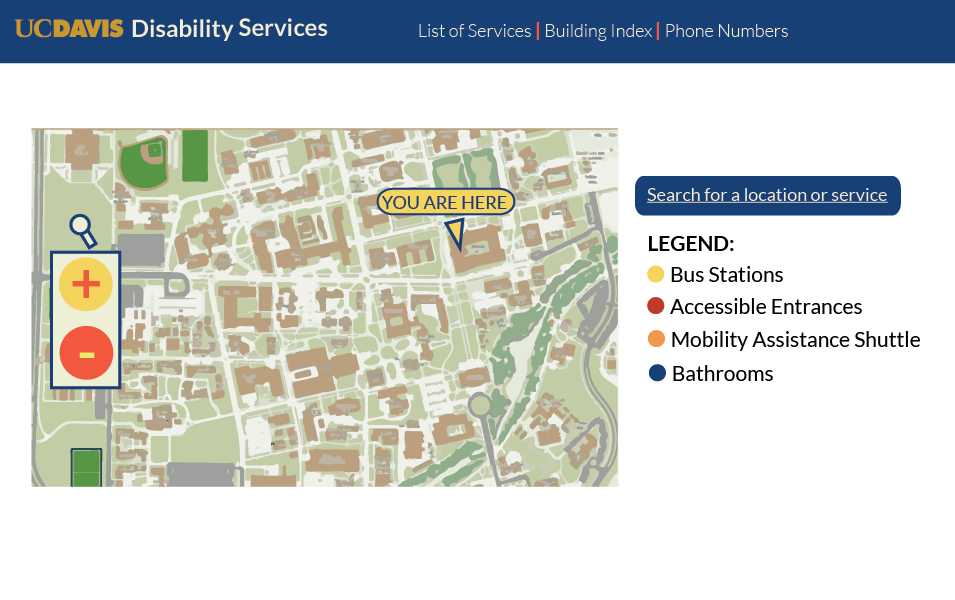 UCDAVIS Disability Services
List of Services | Building Index | Phone Numbers
YOU ARE HERE
Search for a location or service
LEGEND:
+
Bus Stations
Accessible Entrances
Mobility Assistance Shuttle
-
Bathrooms